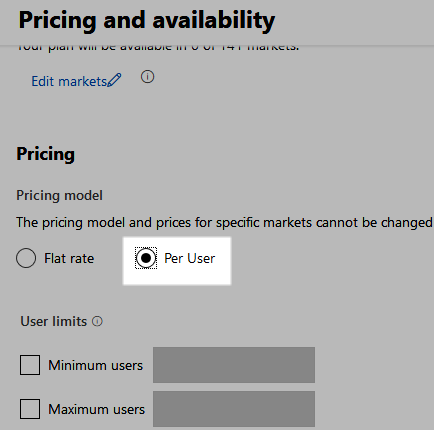 Pricing and availability
Your plan will be available in 0 of 141 markets.
Edit markets
Pricing
Pricing model
The pricing model and prices for specific markets cannot be changed
Flat rate
Per User
User limits
Minimum users
Maximum users